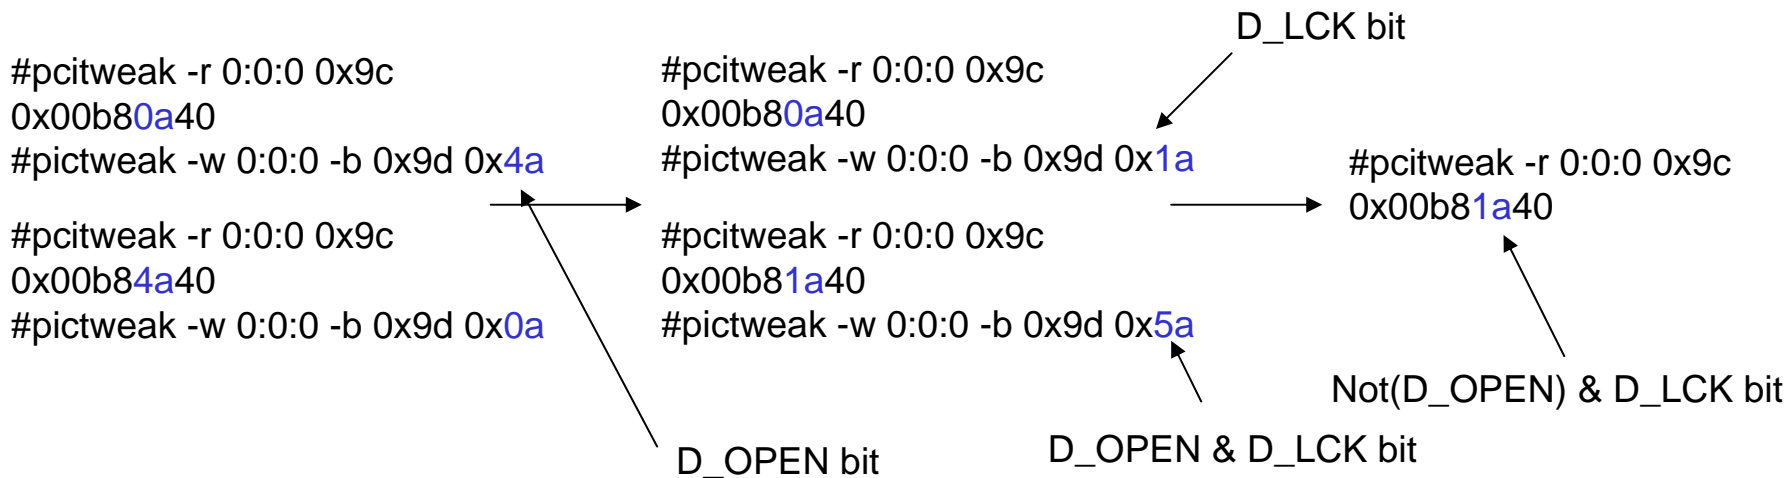 #pcitweak -r 0:0:0 0x9c
0x00b80a40
#pictweak -w 0:0:0 -b 0x9d 0x4a
#pcitweak -r 0:0:0 0x9c
0x00b84a40
#pictweak -w 0:0:0 -b 0x9d 0x0a
D_OPEN bit
D_LCK bit
#pcitweak -r 0:0:0 0x9c
0x00b80a40
#pictweak -w 0:0:0 -b 0x9d 0x1a
#pcitweak -r 0:0:0 0x9c
0x00b81a40
#pictweak -w 0:0:0 -b 0x9d 0x5a
D_OPEN & D_LCK bit
#pcitweak -r 0:0:0 0x9c
0x00b81a40
Not(D_OPEN) & D_LCK bit